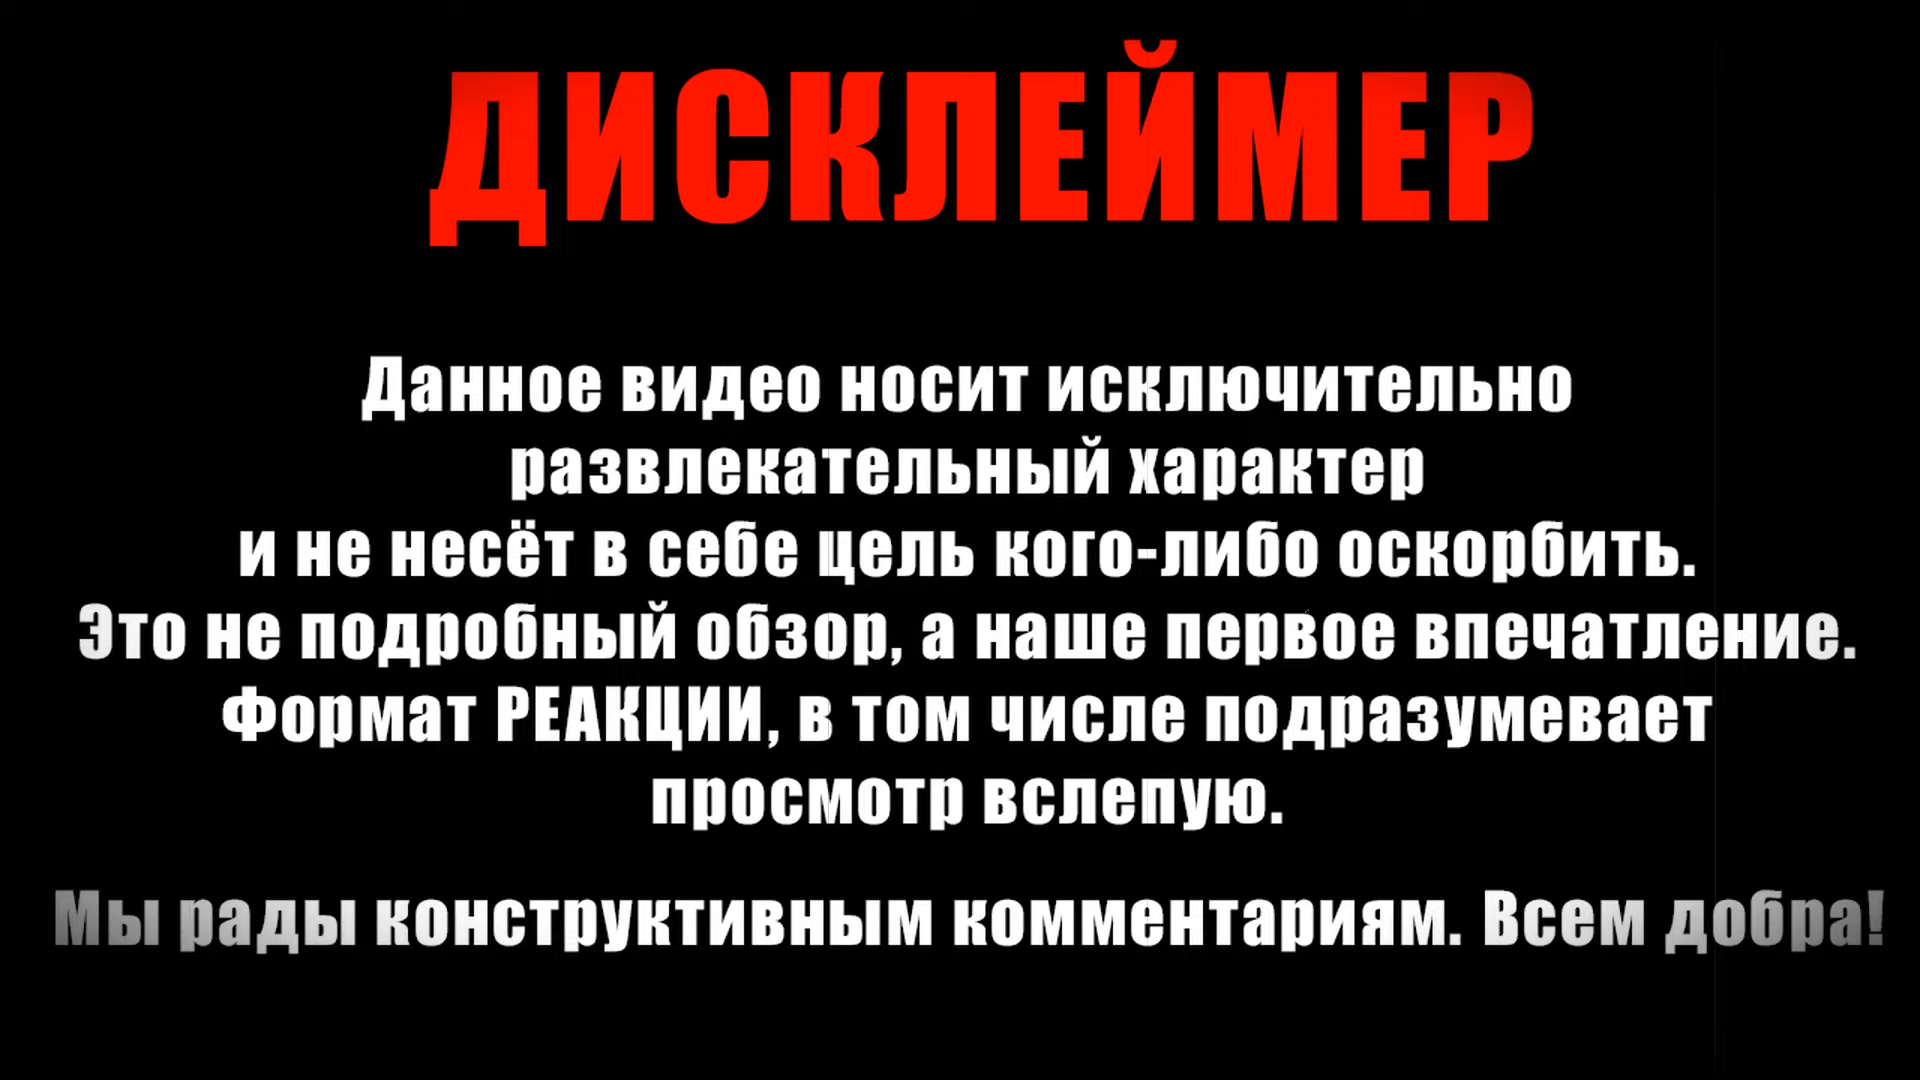 ДИСКЛЕЙМЕР
Данное видео носит исключительно
развлекательный характер
и не несёт в себе цель кого-либо оскорбить.
Это не подробный обзор, а наше первое впечатление.
Формат РЕАКЦИИ, в том числе подразумевает
просмотр вслепую.
Мы рады конструктивным комментариям. Всем добра!